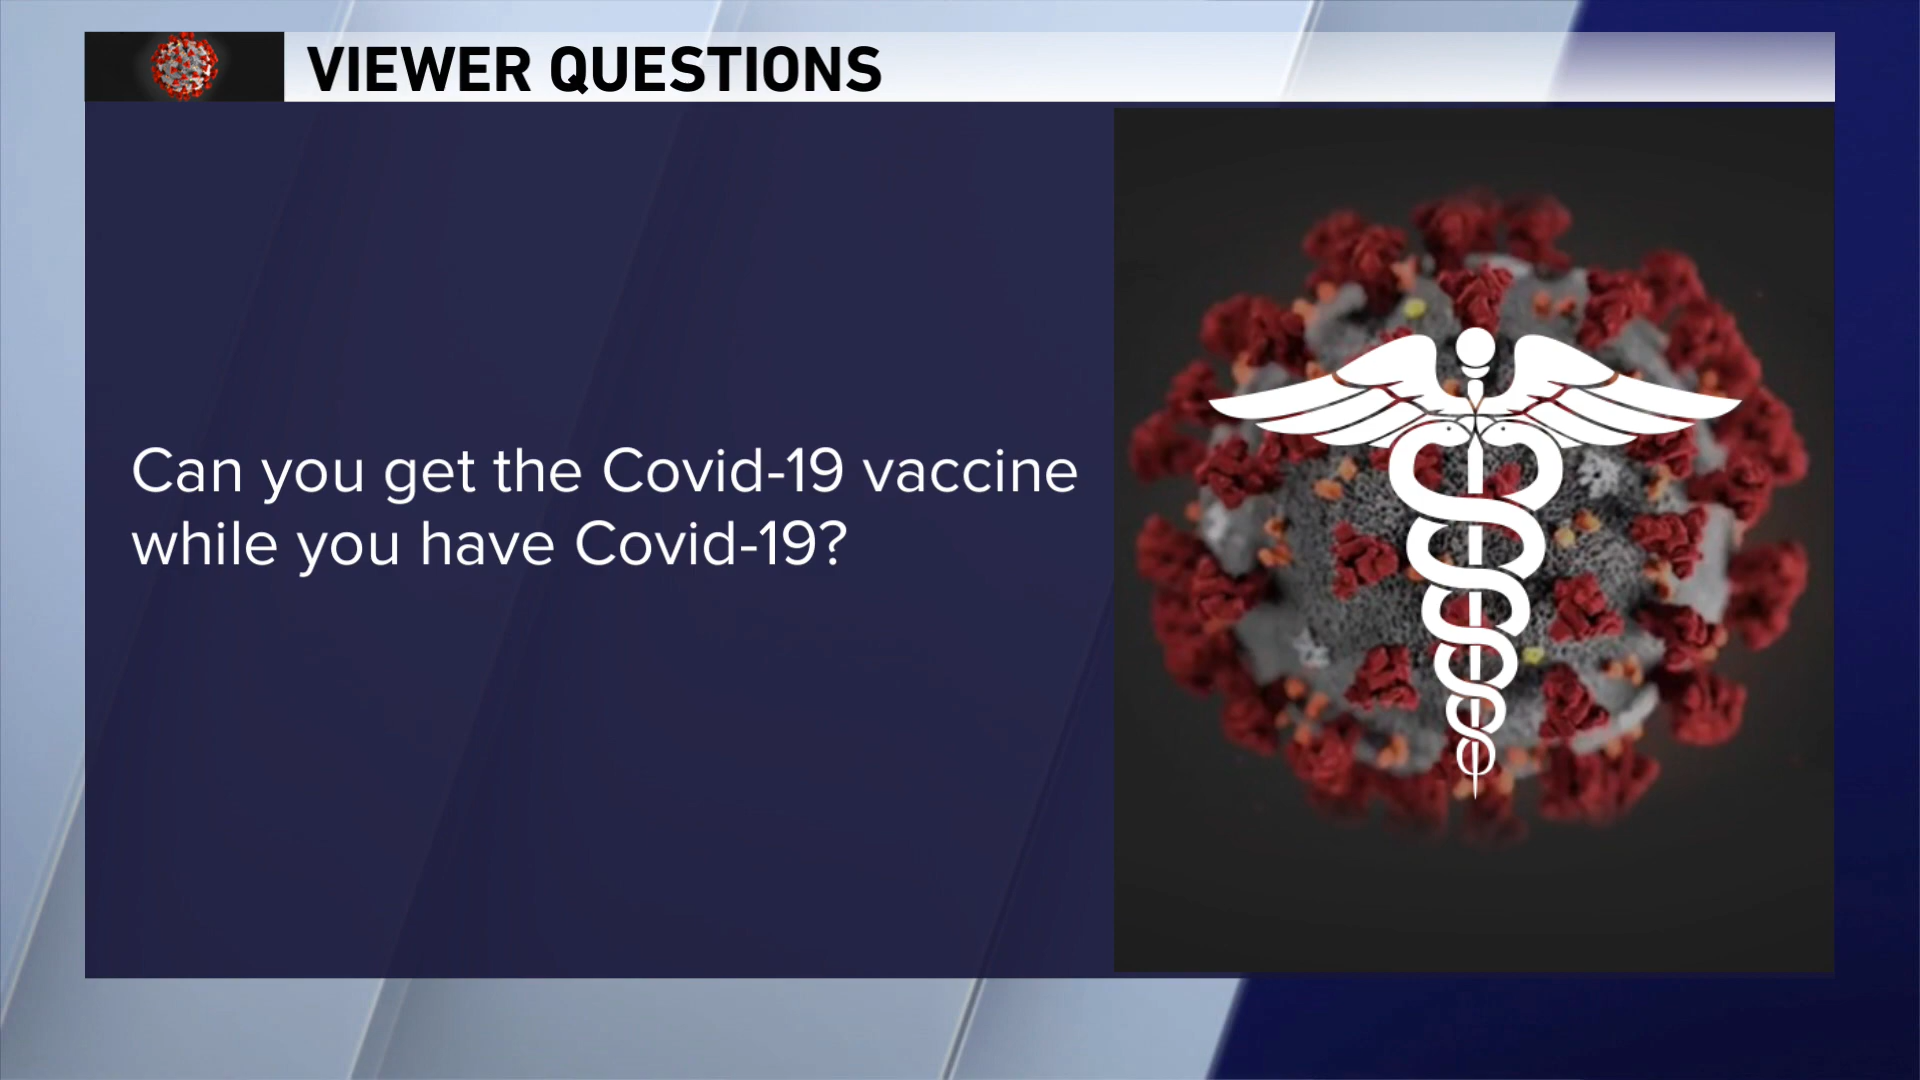 VIEWER QUESTIONS
Can you get the Covid-19 vaccine
while you have Covid-19?